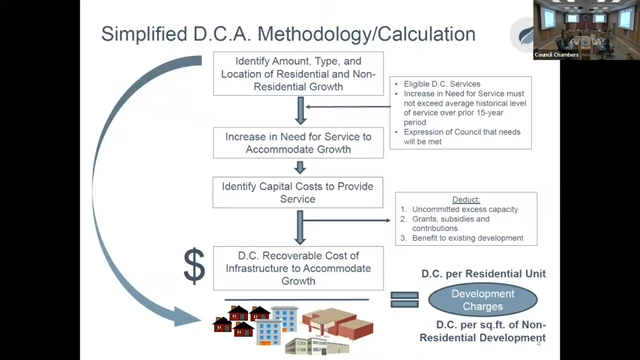 Simplified D.C.A. Methodology/Calculation
Council Chambers
Identify Amount, Type, and
Location of Residential and Non-
Residential Growth
• Eligible D.C. Services
• Increase in Need for Service must
not exceed average historical level
of service over prior 15-year
period
• Expression of Council that needs
will be met
Increase in Need for Service to
Accommodate Growth
Identify Capital Costs to Provide
Service
Deduct:
1. Uncommitted excess capacity
2. Grants, subsidies and
contributions
3. Benefit to existing development
$
D.C. Recoverable Cost of
Infrastructure to Accommodate
Growth
D.C. per Residential Unit
Development
Charges
D.C. per sq.ft. of Non-
Residential Development
4